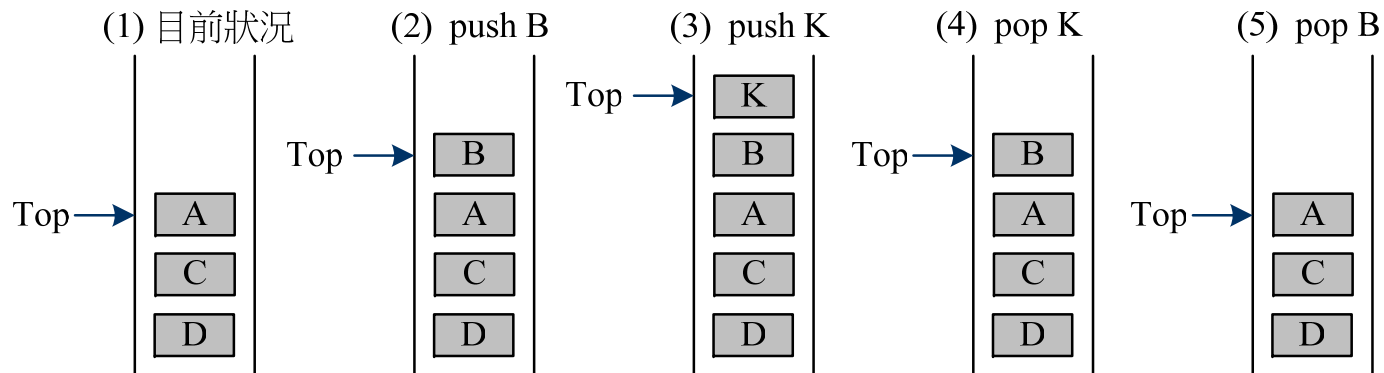 (1) 目前狀況
Top
A
C
D
(2) push B
Top
B
A
C
D
(3) push K
Top
K
B
A
C
D
(4) pop K
Top
B
A
C
D
(5) pop B
Top
A
C
D